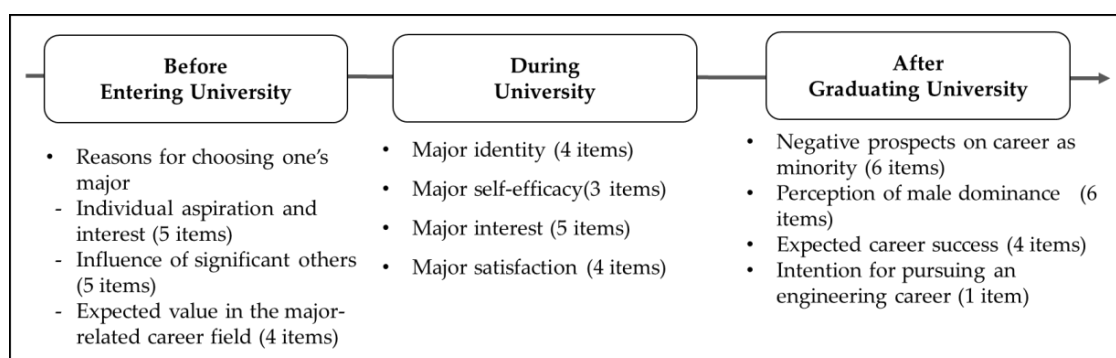 Before
Entering University
• Reasons for choosing one's
major
- Individual aspiration and
interest (5 items)
- Influence of significant others
(5 items)
- Expected value in the major-
related career field (4 items)
During
University
• Major identity (4 items)
• Major self-efficacy(3 items)
• Major interest (5 items)
• Major satisfaction (4 items)
After
Graduating University
• Negative prospects on career as
minority (6 items)
• Perception of male dominance (6
items)
• Expected career success (4 items)
• Intention for pursuing an
engineering career (1 item)